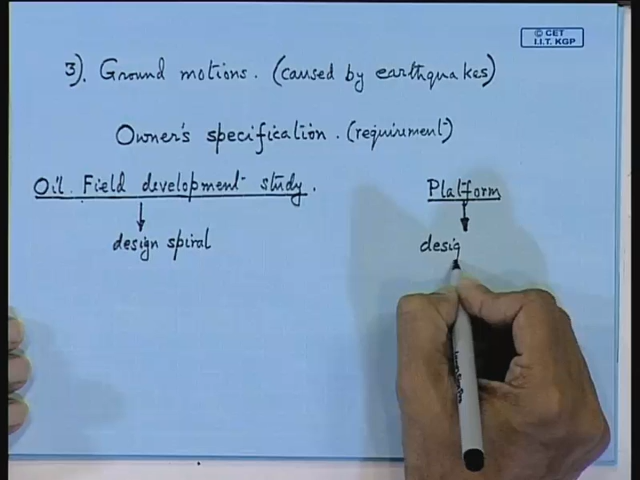 © CET
I.I.T. KGP
3). Ground motions. (caused by earthquakes)
Owner's specification. (requirement)
Oil Field development study.
Platform
design spiral
desig